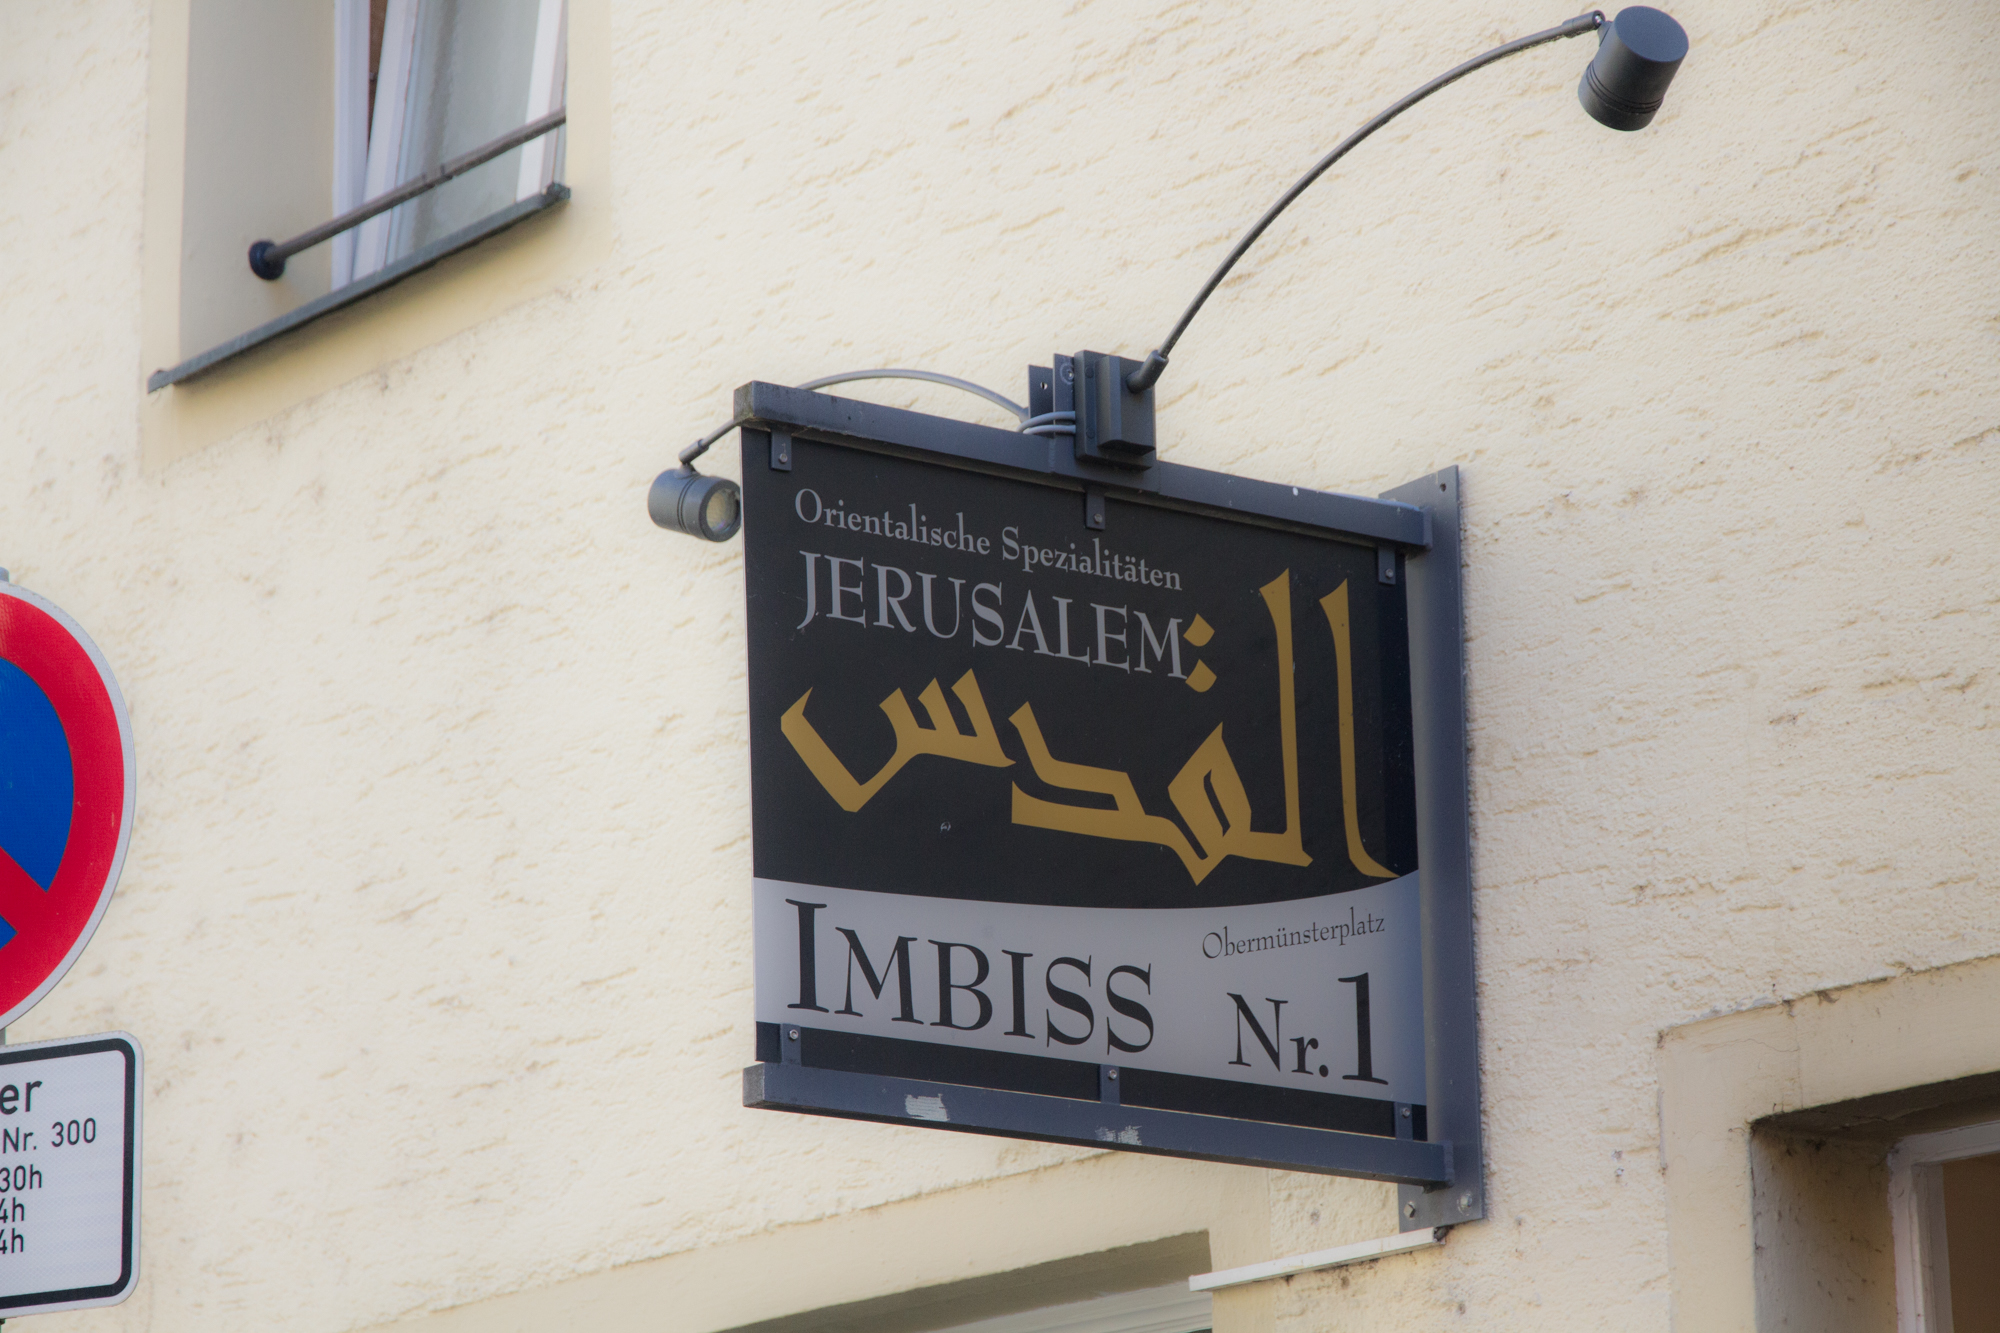 Orientalische Spezialitäten
JERUSALEM
القدس
IMBISS
Obermünsterplatz
Nr.1
er
Nr. 300
30h
4h
4h